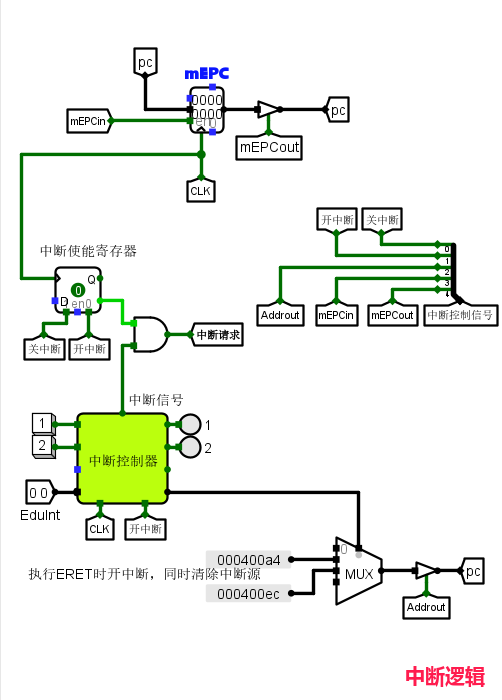 pc
mEPC
0000
0000
en0
mEPCin
pc
mEPCout
CLK
开中断
关中断
中断使能寄存器
0
1
2
3
4
Q
0
D
en0
Addrout
mEPCin
mEPCout
中断控制信号
中断请求
关中断
开中断
中断信号
1
1
2
2
中断控制器
0 0
EduInt
CLK
开中断
000400a4
0
执行ERET时开中断，同时清除中断源
MUX
pc
000400ec
Addrout
中断逻辑